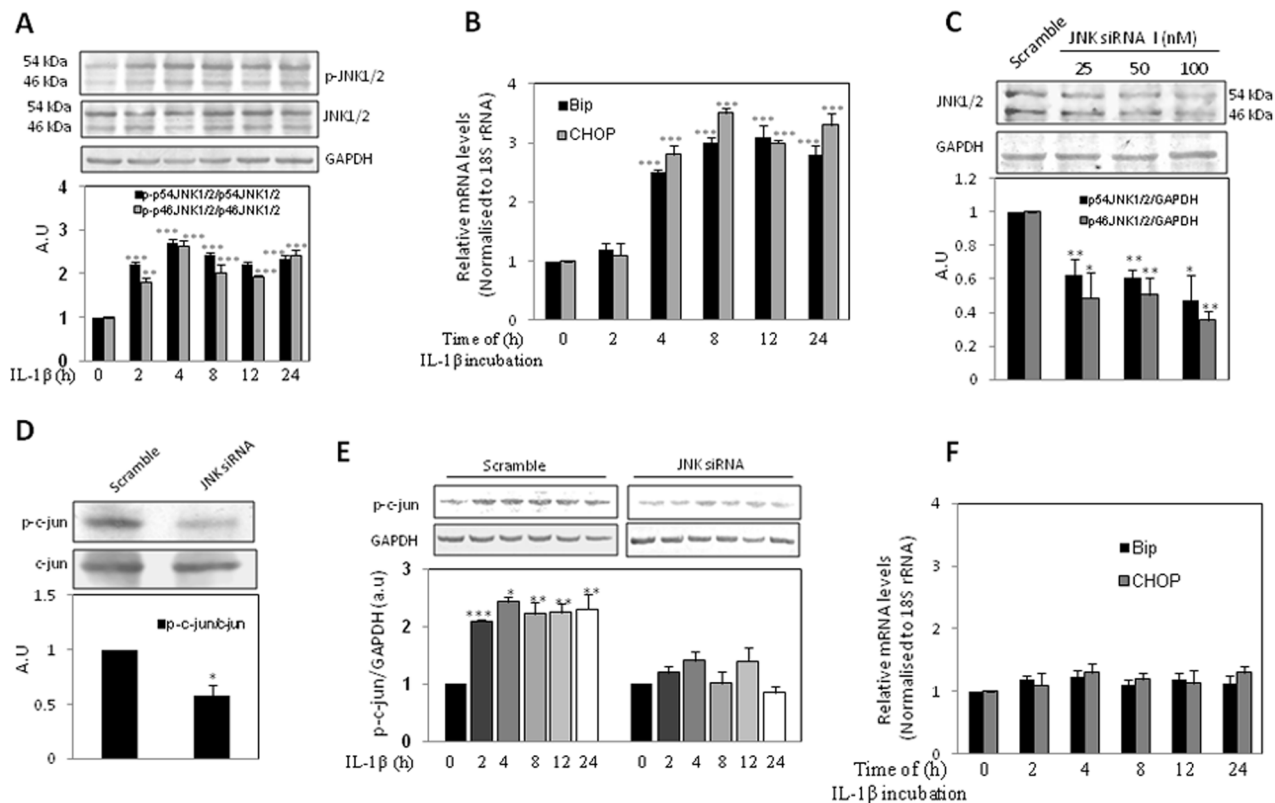 A
54 kDa
46 kDa
p-JNK1/2
54 kDa
46 kDa
JNK1/2
GAPDH
4
3
2
1
0
A.U
p-p54JNK1/2/p54JNK1/2
p-p46JNK1/2/p46JNK1/2
*** ** *** *** *** *** *** *** *** ***
IL-1β (h) 0 2 4 8 12 24
B
4
3
2
1
0
Relative mRNA levels
(Normalised to 18S rRNA)
Bip
CHOP
*** *** *** *** *** *** *** ***
Time of (h) 0 2 4 8 12 24
IL-1β incubation
C
Scramble
JNK siRNA I (nM)
25 50 100
JNK1/2
54 kDa
46 kDa
GAPDH
1.2
1
0.8
0.6
0.4
0.2
0
A.U
p54JNK1/2/GAPDH
p46JNK1/2/GAPDH
** * ** ** * **
D
Scramble
JNK siRNA
p-c-jun
c-jun
1.5
1
0.5
0
A.U
p-c-jun/c-jun
*
E
Scramble
JNK siRNA
p-c-jun
GAPDH
3
2
1
0
p-c-jun/GAPDH (a.u)
*** * ** ** **
IL-1β (h) 0 2 4 8 12 24 0 2 4 8 12 24
F
4
3
2
1
0
Relative mRNA levels
(Normalised to 18S rRNA)
Bip
CHOP
Time of (h) 0 2 4 8 12 24
IL-1β incubation